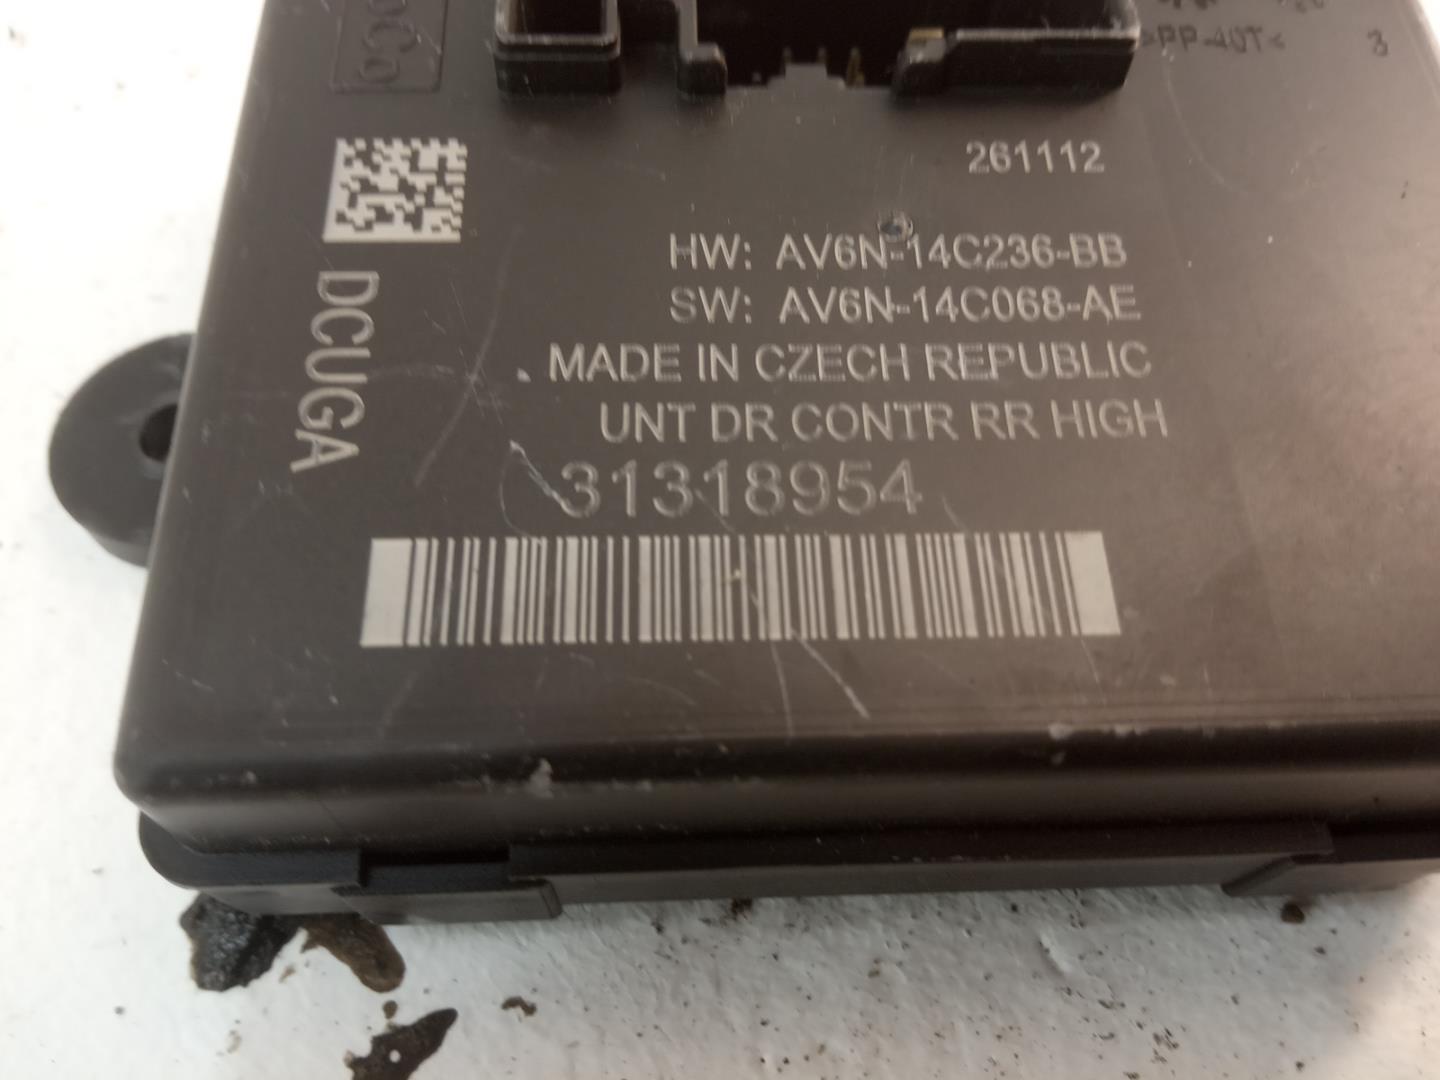 >PP-40T<
3
261112
HW: AV6N-14C236-BB
SW: AV6N-14C068-AE
MADE IN CZECH REPUBLIC
UNT DR CONTR RR HIGH
31318954
DCUGA